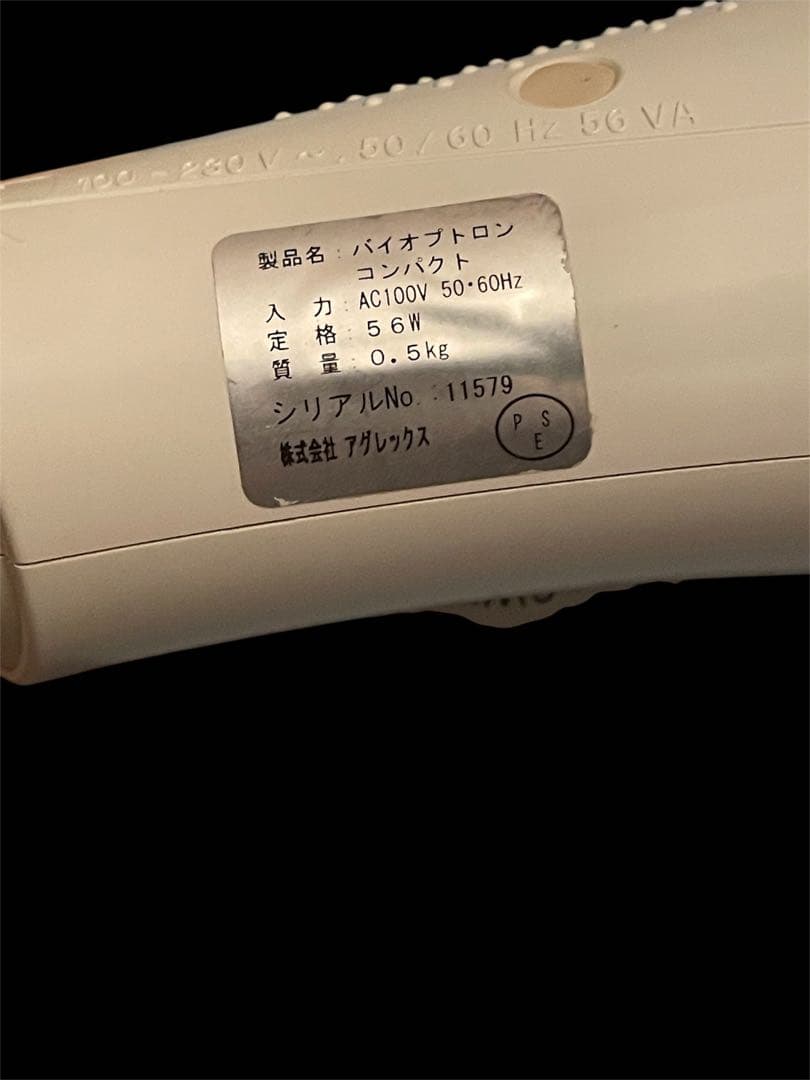 100 - 230 V ~ . 50 / 60 Hz 56 VA
製品名：バイオプトロン
コンパクト
入 力：AC100V 50・60Hz
定 格：56W
質 量：0.5kg
シリアルNo.：11579
株式会社 アグレックス
P S
E